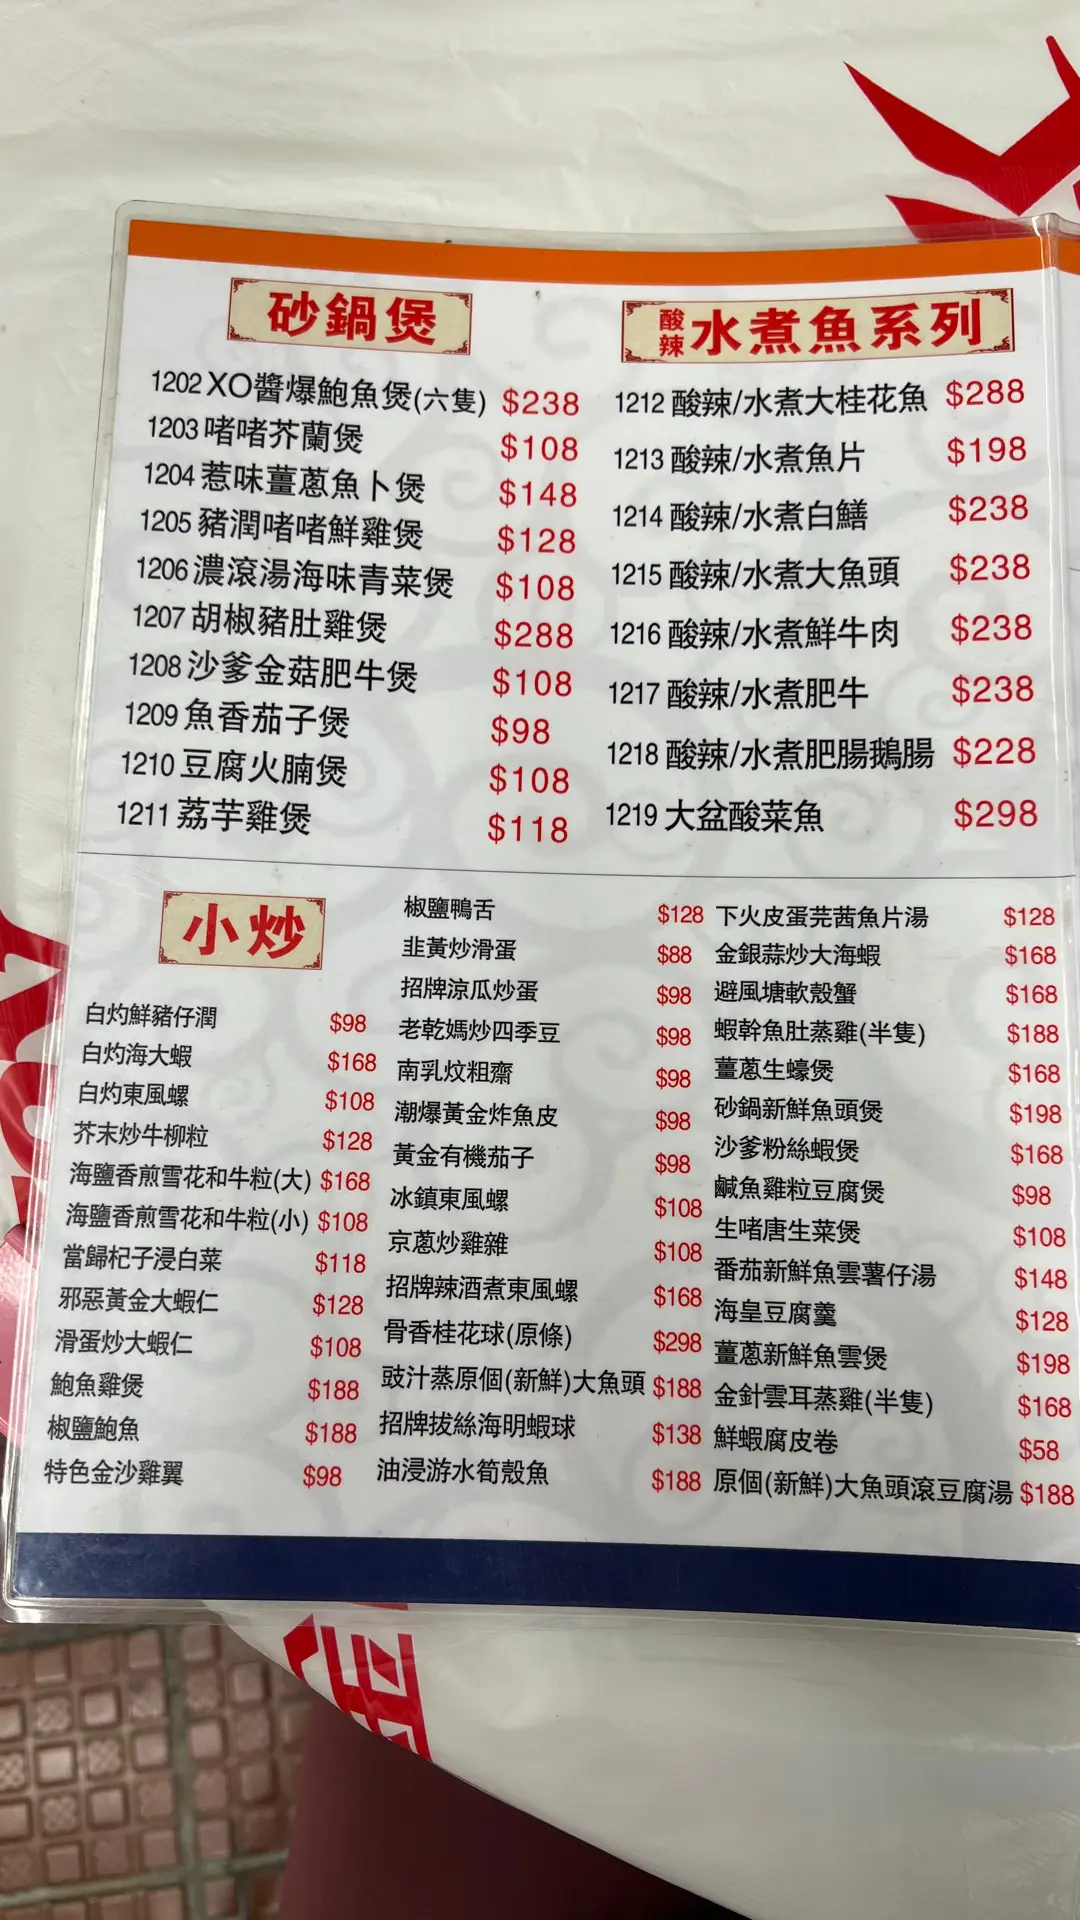 砂鍋煲
1202 XO醬爆鮑魚煲(六隻) $238
1203 啫啫芥蘭煲 $108
1204 惹味薑蔥魚卜煲 $148
1205 豬潤啫啫鮮雞煲 $128
1206 濃滾湯海味青菜煲 $108
1207 胡椒豬肚雞煲 $288
1208 沙爹金菇肥牛煲 $108
1209 魚香茄子煲 $98
1210 豆腐火腩煲 $108
1211 荔芋雞煲 $118
酸辣水煮魚系列
1212 酸辣/水煮大桂花魚 $288
1213 酸辣/水煮魚片 $198
1214 酸辣/水煮白鱔 $238
1215 酸辣/水煮大魚頭 $238
1216 酸辣/水煮鮮牛肉 $238
1217 酸辣/水煮肥牛 $238
1218 酸辣/水煮肥腸鵝腸 $228
1219 大盆酸菜魚 $298
小炒
白灼鮮豬仔潤 $98
白灼海大蝦 $168
白灼東風螺 $108
芥末炒牛柳粒 $128
海鹽香煎雪花和牛粒(大) $168
海鹽香煎雪花和牛粒(小) $108
當歸杞子浸白菜 $118
邪惡黃金大蝦仁 $128
滑蛋炒大蝦仁 $108
鮑魚雞煲 $188
椒鹽鮑魚 $188
特色金沙雞翼 $98
椒鹽鴨舌 $128
韭黃炒滑蛋 $88
招牌涼瓜炒蛋 $98
老乾媽炒四季豆 $98
南乳炆粗齋 $98
潮爆黃金炸魚皮 $98
黃金有機茄子 $98
冰鎮東風螺 $108
京蔥炒雞雜 $108
招牌辣酒煮東風螺 $168
骨香桂花球(原條) $298
豉汁蒸原個(新鮮)大魚頭 $188
招牌拔絲海明蝦球 $138
油浸游水筍殼魚 $188
下火皮蛋芫茜魚片湯 $128
金銀蒜炒大海蝦 $168
避風塘軟殼蟹 $168
蝦幹魚肚蒸雞(半隻) $188
薑蔥生蠔煲 $168
砂鍋新鮮魚頭煲 $198
沙爹粉絲蝦煲 $168
鹹魚雞粒豆腐煲 $98
生啫唐生菜煲 $108
番茄新鮮魚雲薯仔湯 $148
海皇豆腐羹 $128
薑蔥新鮮魚雲煲 $198
金針雲耳蒸雞(半隻) $168
鮮蝦腐皮卷 $58
原個(新鮮)大魚頭滾豆腐湯 $188